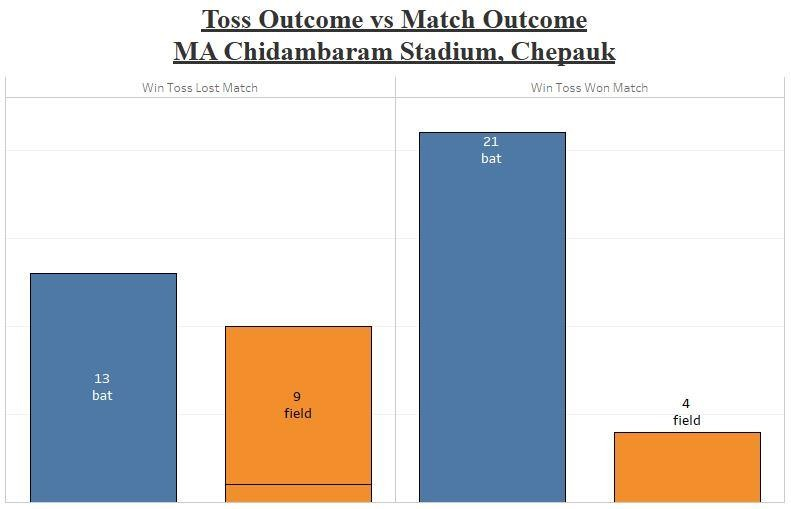 Toss Outcome vs Match Outcome
MA Chidambaram Stadium, Chepauk
Win Toss Lost Match
Win Toss Won Match
13
bat
9
field
21
bat
4
field